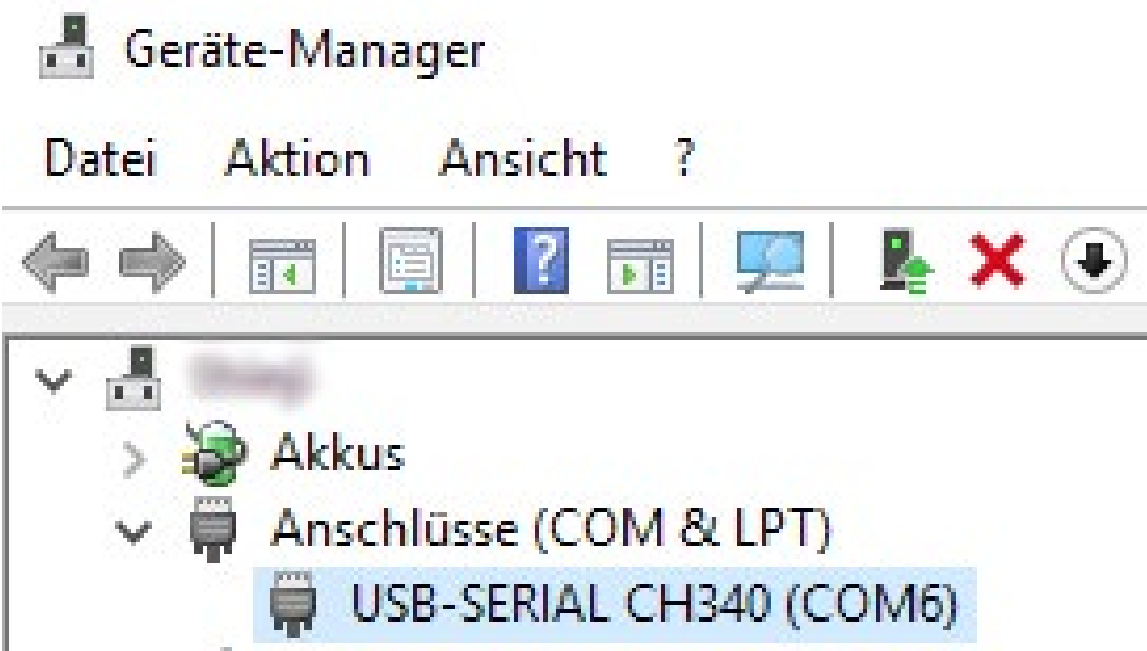 Geräte-Manager
Datei Aktion Ansicht ?
Akkus
Anschlüsse (COM & LPT)
USB-SERIAL CH340 (COM6)